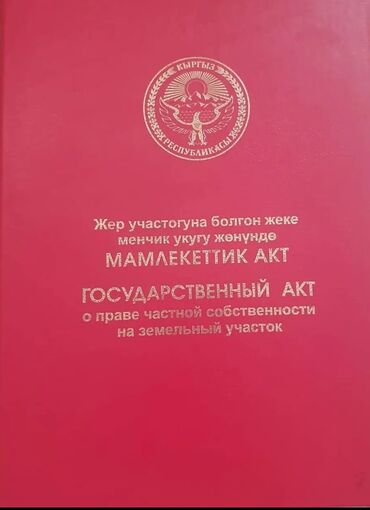 КЫРГЫЗ
РЕСПУБЛИКАСЫ
Жер участогуна болгон жеке
менчик укугу жөнүндө
МАМЛЕКЕТТИК АКТ
ГОСУДАРСТВЕННЫЙ АКТ
о праве частной собственности
на земельный участок